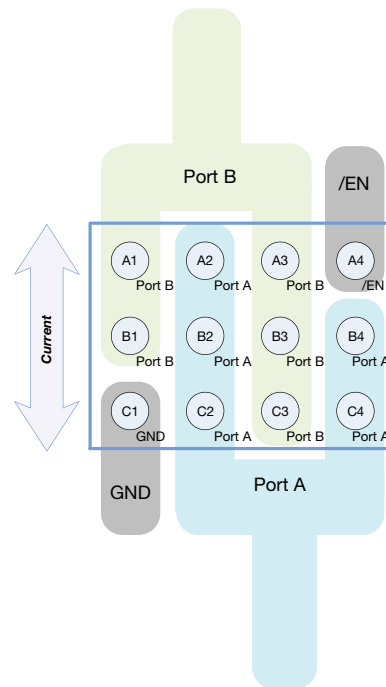 Port B
/EN
A1
A2
A3
A4
Port B
Port A
Port B
/EN
Current
B1
B2
B3
B4
Port B
Port A
Port B
Port A
C1
C2
C3
C4
GND
Port A
Port B
Port A
GND
Port A